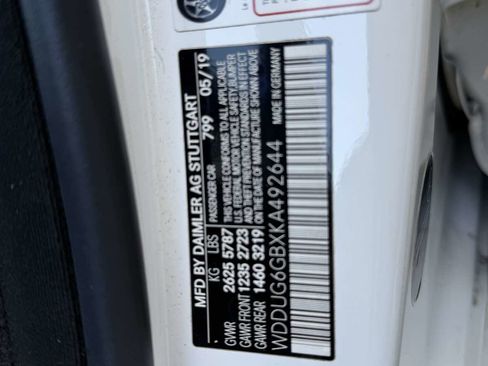 MFD BY DAIMLER AG STUTTGART
PASSENGER CAR 799 05/19
KG LBS
GVWR 2625 5787
GAWR FRONT 1235 2723
GAWR REAR 1460 3219
THIS VEHICLE CONFORMS TO ALL APPLICABLE
FEDERAL MOTOR VEHICLE SAFETY, BUMPER
AND THEFT PREVENTION STANDARDS IN EFFECT
ON THE DATE OF MANUFACTURE SHOWN ABOVE
MADE IN GERMANY
WDDUG6GBXKA492644